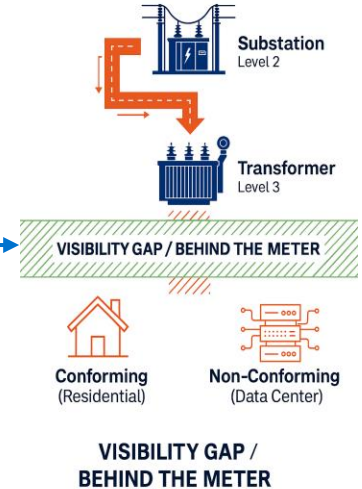 Substation
Level 2
Transformer
Level 3
VISIBILITY GAP / BEHIND THE METER
Conforming
(Residential)
Non-Conforming
(Data Center)
VISIBILITY GAP /
BEHIND THE METER